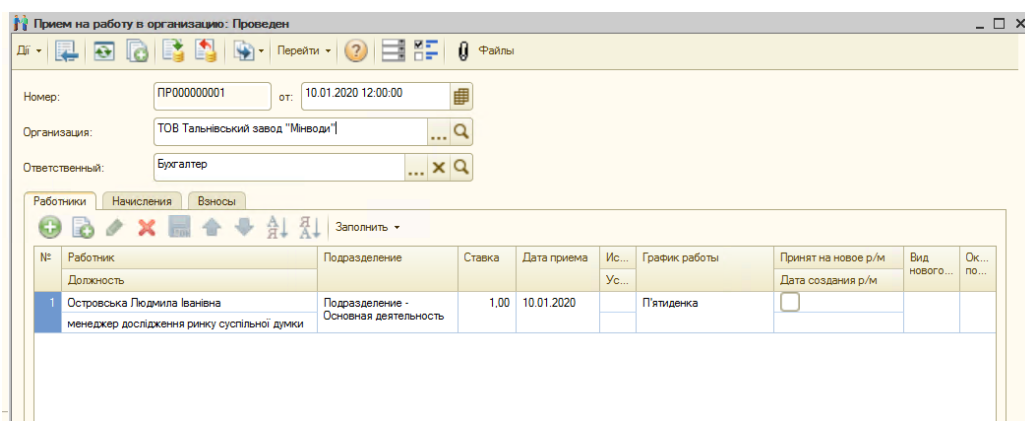 Прием на работу в организацию: Проведен
Дії Перейти Файлы
Номер: ПР000000001 от: 10.01.2020 12:00:00
Организация: ТОВ Тальнівський завод "Мінводи"
Ответственный: Бухгалтер
Работники Начисления Взносы
Заполнить
№ Работник Подразделение Ставка Дата приема Ис... График работы Принят на новое р/м Вид нового... Ок... по...
Должность Ус... Дата создания р/м
1 Островська Людмила Іванівна Подразделение - 1,00 10.01.2020 П'ятиденка
менеджер дослідження ринку суспільної думки Основная деятельность